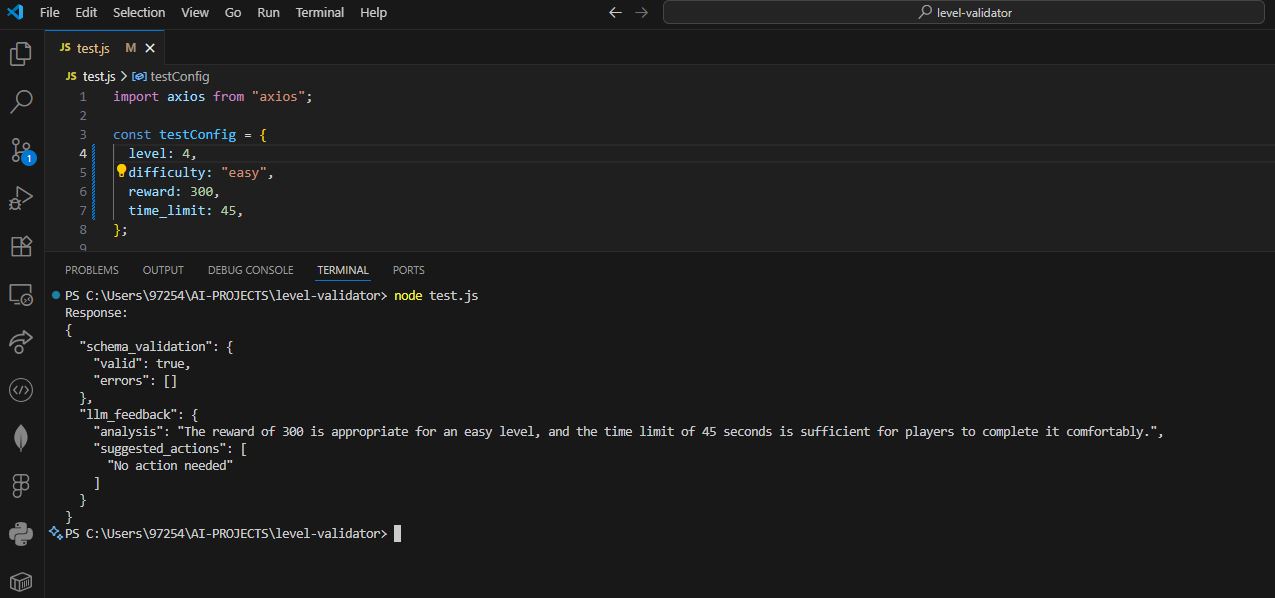 File Edit Selection View Go Run Terminal Help
level-validator
JS test.js M
JS test.js > testConfig
1 import axios from "axios";
2
3 const testConfig = {
4 level: 4,
5 difficulty: "easy",
6 reward: 300,
7 time_limit: 45,
8 };
9
1
PROBLEMS OUTPUT DEBUG CONSOLE TERMINAL PORTS
PS C:\Users\97254\AI-PROJECTS\level-validator> node test.js
Response:
{
"schema_validation": {
"valid": true,
"errors": []
},
"llm_feedback": {
"analysis": "The reward of 300 is appropriate for an easy level, and the time limit of 45 seconds is sufficient for players to complete it comfortably.",
"suggested_actions": [
"No action needed"
]
}
}
PS C:\Users\97254\AI-PROJECTS\level-validator>